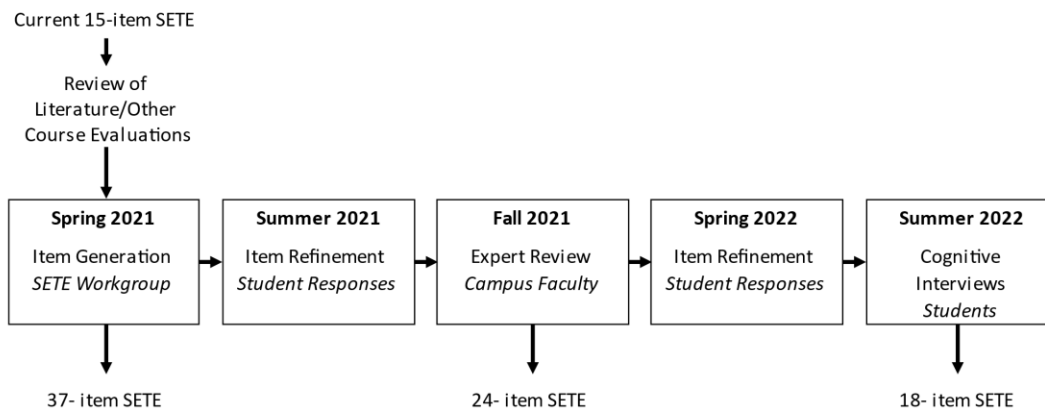 Current 15-item SETE
Review of
Literature/Other
Course Evaluations
Spring 2021
Item Generation
SETE Workgroup
Summer 2021
Item Refinement
Student Responses
Fall 2021
Expert Review
Campus Faculty
Spring 2022
Item Refinement
Student Responses
Summer 2022
Cognitive
Interviews
Students
37- item SETE
24- item SETE
18- item SETE